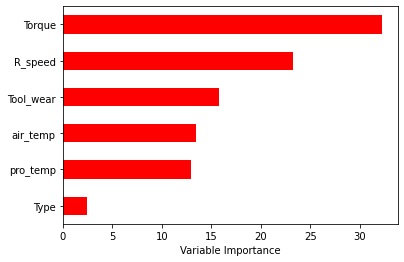 Torque
R_speed
Tool_wear
air_temp
pro_temp
Type
0 5 10 15 20 25 30
Variable Importance